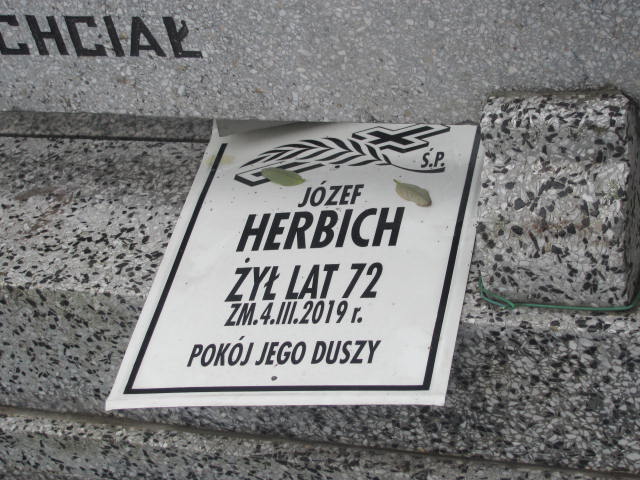 CHCIAŁ
Ś.P.
JÓZEF
HERBICH
ŻYŁ LAT 72
ZM.4.III.2019 r.
POKÓJ JEGO DUSZY